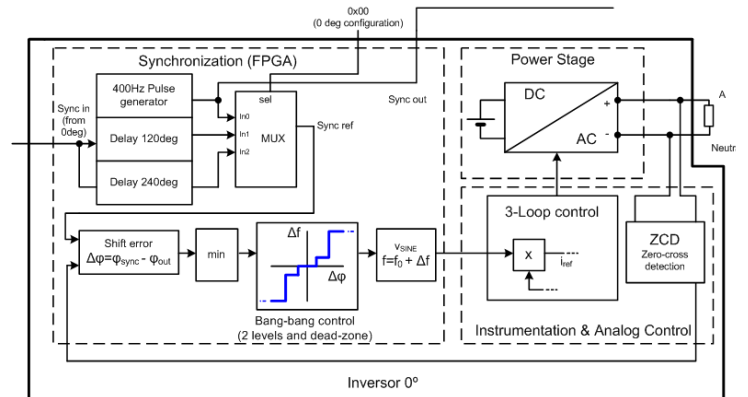 0x00
(0 deg configuration)
Synchronization (FPGA)
Power Stage
400Hz Pulse
generator
sel
Sync out
DC
+
A
Sync in
(from
0deg)
In0
Delay 120deg
In1
MUX
Sync ref
-
AC
Neutr
In2
Delay 240deg
3-Loop control
Shift error
Δφ=φsync - φout
min
Δf
Δφ
vSINE
f=f0 + Δf
x
iref
ZCD
Zero-cross
detection
Bang-bang control
(2 levels and dead-zone)
Instrumentation & Analog Control
Inversor 0º